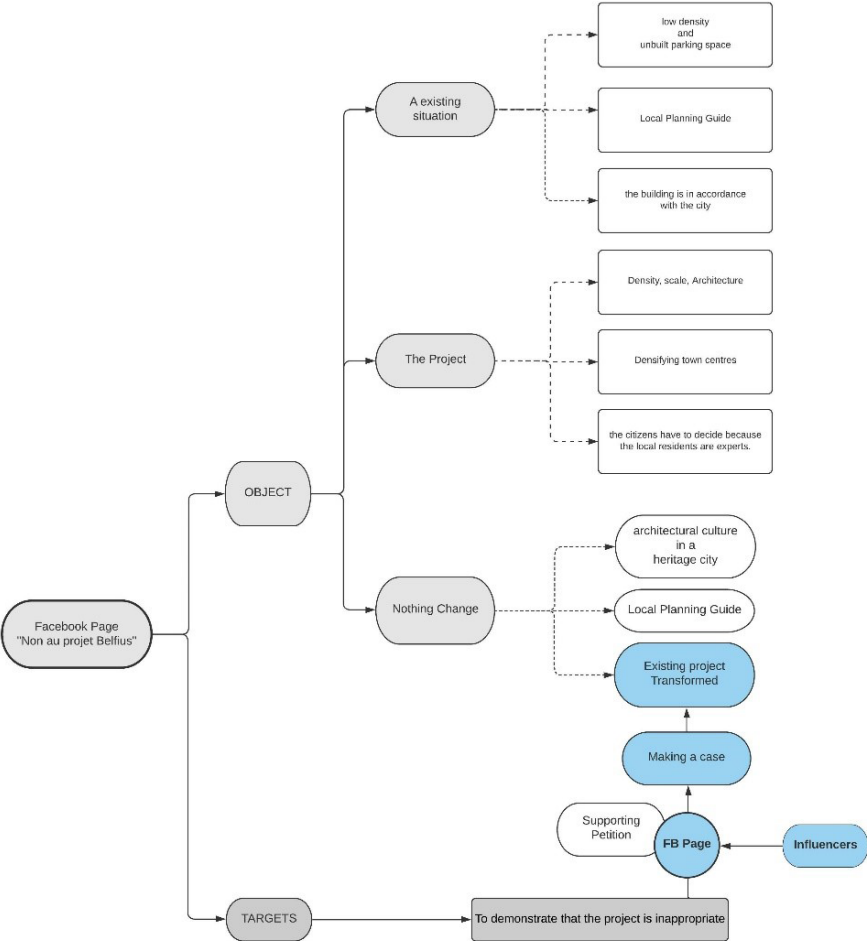 low density
and
unbuilt parking space
A existing
situation
Local Planning Guide
the building is in accordance
with the city
Density, scale, Architecture
The Project
Densifying town centres
the citizens have to decide because
the local residents are experts.
OBJECT
architectural culture
in a
heritage city
Nothing Change
Local Planning Guide
Facebook Page
"Non au projet Belfius"
Existing project
Transformed
Making a case
Supporting
Petition
FB Page
Influencers
TARGETS
To demonstrate that the project is inappropriate